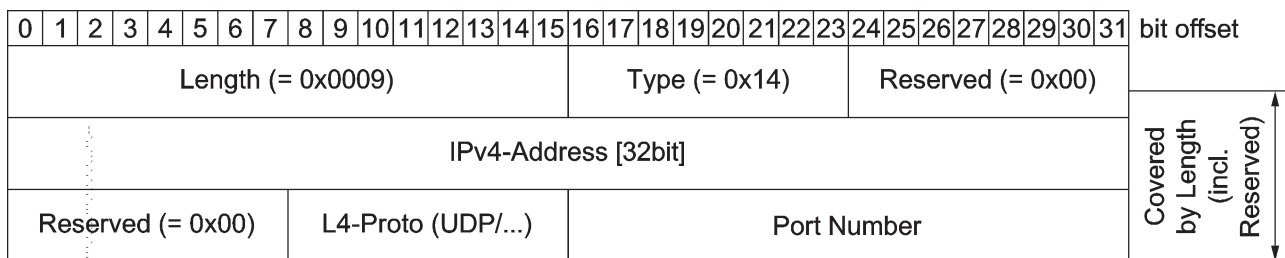 0 1 2 3 4 5 6 7 8 9 10 11 12 13 14 15 16 17 18 19 20 21 22 23 24 25 26 27 28 29 30 31 bit offset
Length (= 0x0009) Type (= 0x14) Reserved (= 0x00)
IPv4-Address [32bit]
Reserved (= 0x00) L4-Proto (UDP/...) Port Number
Covered
by Length
(incl.
Reserved)